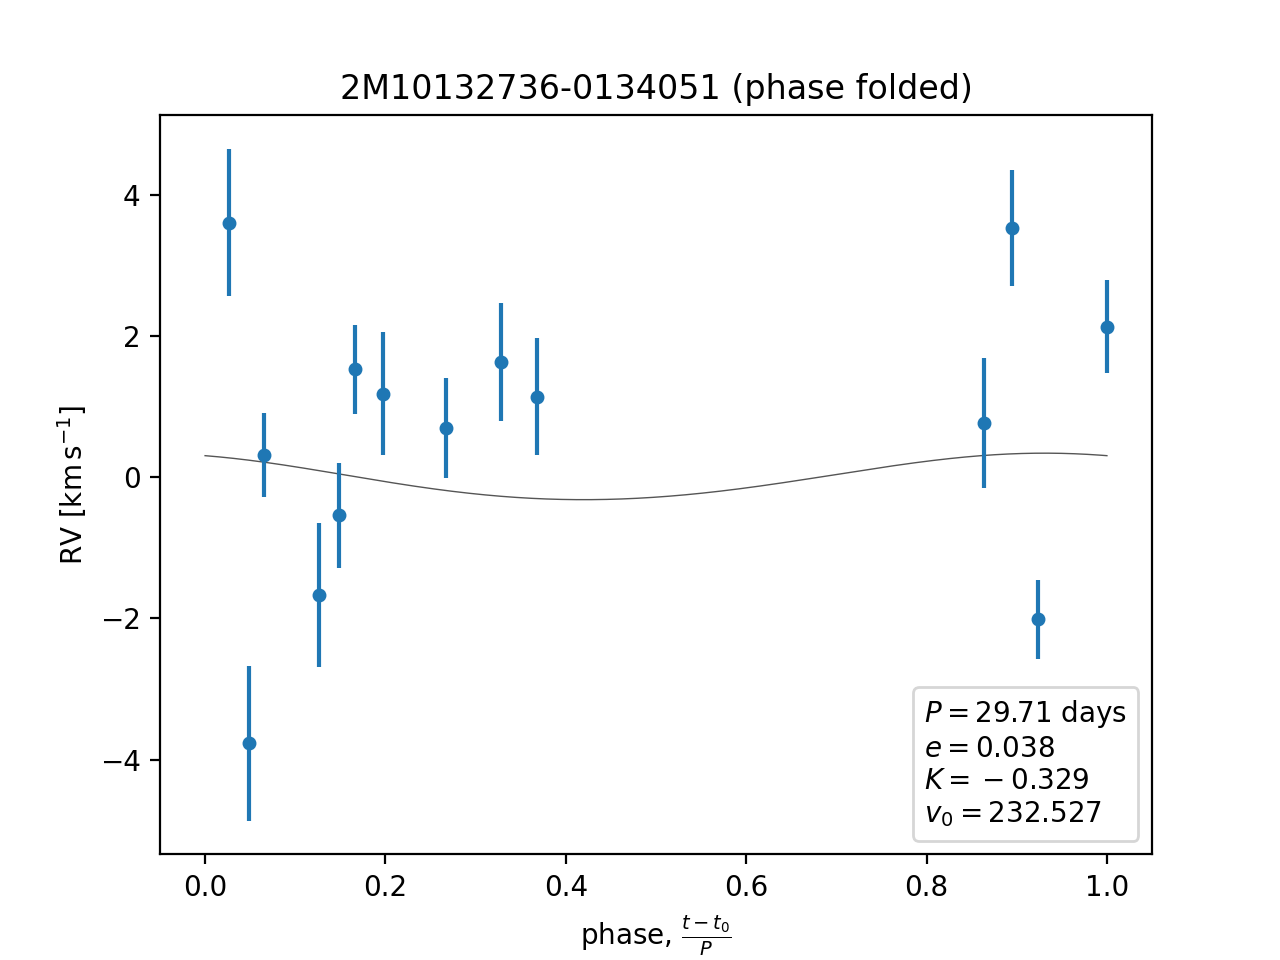 2M10132736-0134051 (phase folded)
4
2
0
−2
−4
RV [km s⁻¹]
P = 29.71 days
e = 0.038
K = −0.329
v₀ = 232.527
0.0 0.2 0.4 0.6 0.8 1.0
phase, (t − t₀)/P